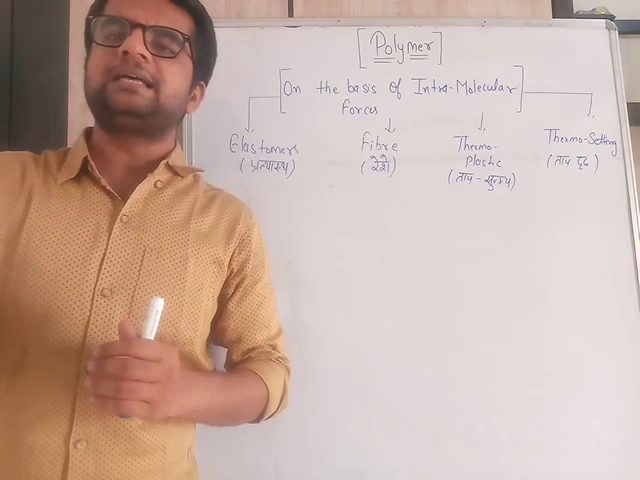 [Polymer]
[On the basis of Intra-Molecular
forces]
Elastomers
(प्रत्यास्थ)
Fibre
(रेशे)
Thermo-
Plastic
(ताप-सुनम्य)
Thermo-Setting
(ताप दृढ़)